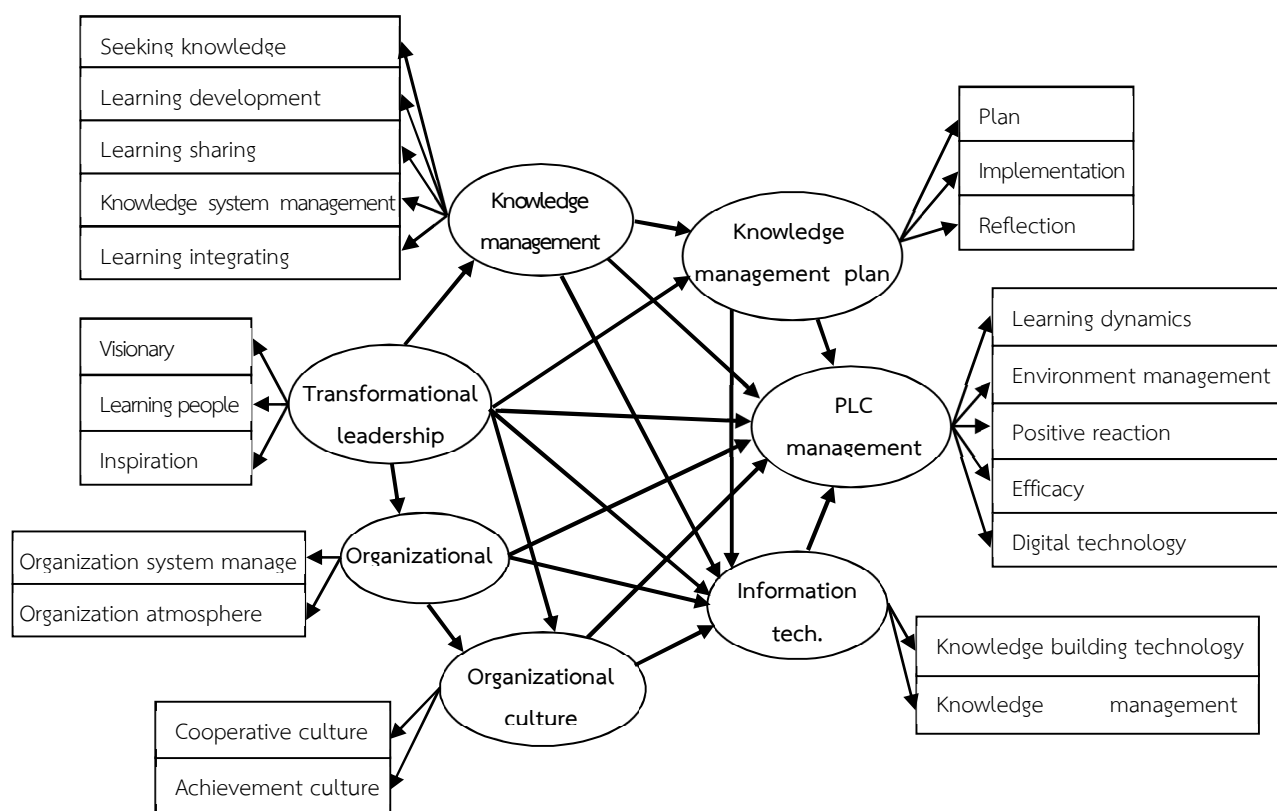 Seeking knowledge
Learning development
Learning sharing
Knowledge system management
Learning integrating
Knowledge
management
Knowledge
management plan
Plan
Implementation
Reflection
Visionary
Learning people
Inspiration
Transformational
leadership
PLC
management
Learning dynamics
Environment management
Positive reaction
Efficacy
Digital technology
Organization system manage
Organization atmosphere
Organizational
Information
tech.
Knowledge building technology
Knowledge management
Organizational
culture
Cooperative culture
Achievement culture